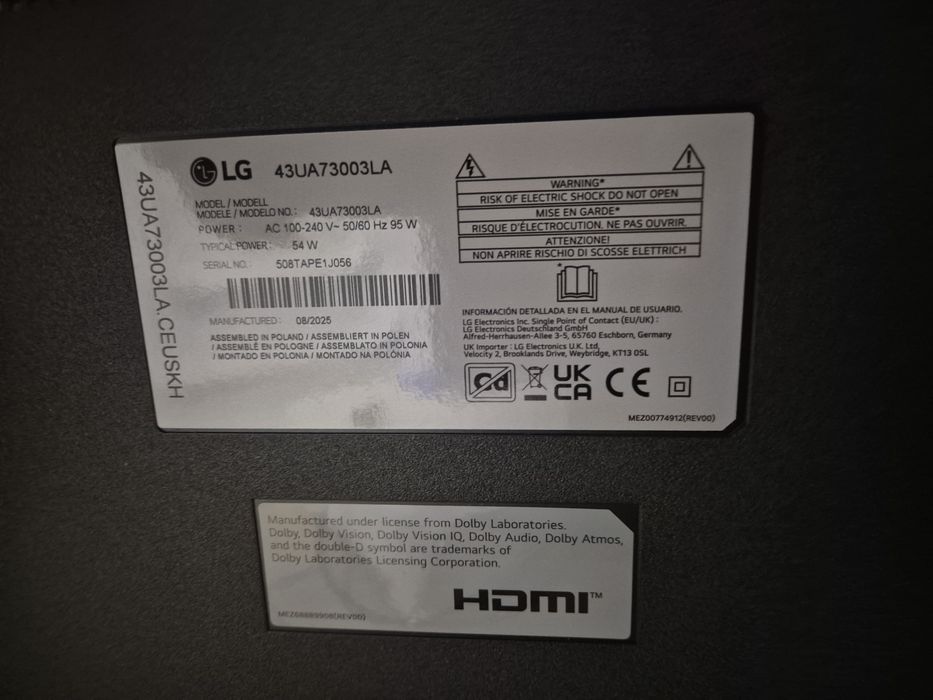 LG 43UA73003LA
43UA73003LA.CEUSKH
MODEL / MODELL
MODELE / MODELO NO.: 43UA73003LA
POWER: AC 100-240 V~ 50/60 Hz 95 W
TYPICAL POWER: 54 W
SERIAL NO.: 508TAPE1J056
MANUFACTURED: 08/2025
ASSEMBLED IN POLAND / ASSEMBLIERT IN POLEN
/ ASSEMBLÉ EN POLOGNE / ASSEMBLATO IN POLONIA
/ MONTADO EN POLONIA / MONTADO NA POLÓNIA
WARNING*
RISK OF ELECTRIC SHOCK DO NOT OPEN
MISE EN GARDE*
RISQUE D'ÉLECTROCUTION. NE PAS OUVRIR.
ATTENZIONE!
NON APRIRE RISCHIO DI SCOSSE ELETTRICH
*
INFORMACIÓN DETALLADA EN EL MANUAL DE USUARIO.
LG Electronics Inc. Single Point of Contact (EU/UK) :
LG Electronics Deutschland GmbH
Alfred-Herrhausen-Allee 3-5, 65760 Eschborn, Germany
UK Importer : LG Electronics U.K. Ltd,
Velocity 2, Brooklands Drive, Weybridge, KT13 0SL
Cd UK CA CE
MEZ00774912(REV00)
Manufactured under license from Dolby Laboratories.
Dolby, Dolby Vision, Dolby Vision IQ, Dolby Audio, Dolby Atmos,
and the double-D symbol are trademarks of
Dolby Laboratories Licensing Corporation.
HDMI™
MEZ68889908(REV00)